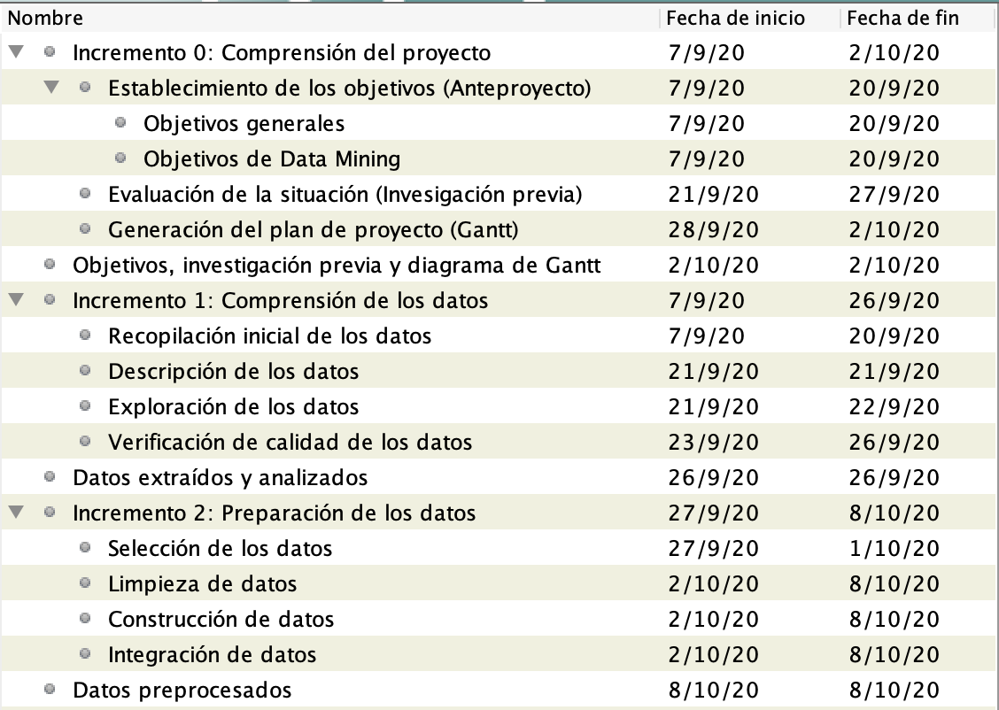 Nombre Fecha de inicio Fecha de fin
Incremento 0: Comprensión del proyecto 7/9/20 2/10/20
Establecimiento de los objetivos (Anteproyecto) 7/9/20 20/9/20
Objetivos generales 7/9/20 20/9/20
Objetivos de Data Mining 7/9/20 20/9/20
Evaluación de la situación (Invesigación previa) 21/9/20 27/9/20
Generación del plan de proyecto (Gantt) 28/9/20 2/10/20
Objetivos, investigación previa y diagrama de Gantt 2/10/20 2/10/20
Incremento 1: Comprensión de los datos 7/9/20 26/9/20
Recopilación inicial de los datos 7/9/20 20/9/20
Descripción de los datos 21/9/20 21/9/20
Exploración de los datos 21/9/20 22/9/20
Verificación de calidad de los datos 23/9/20 26/9/20
Datos extraídos y analizados 26/9/20 26/9/20
Incremento 2: Preparación de los datos 27/9/20 8/10/20
Selección de los datos 27/9/20 1/10/20
Limpieza de datos 2/10/20 8/10/20
Construcción de datos 2/10/20 8/10/20
Integración de datos 2/10/20 8/10/20
Datos preprocesados 8/10/20 8/10/20